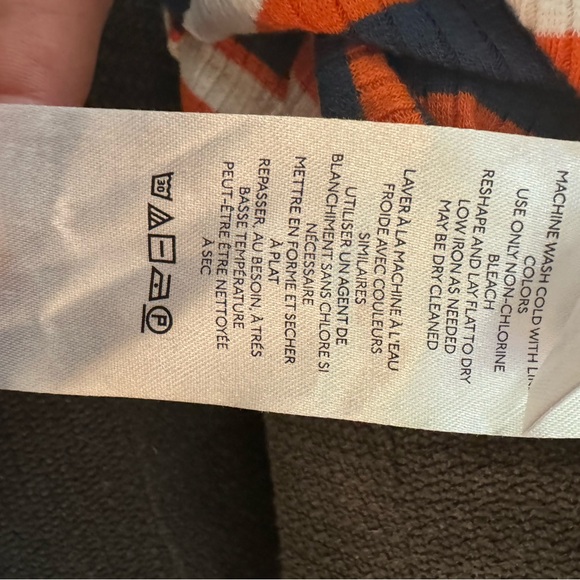 MACHINE WASH COLD WITH
COLORS
USE ONLY NON-CHLORINE
BLEACH
RESHAPE AND LAY FLAT TO DRY
LOW IRON AS NEEDED
MAY BE DRY CLEANED
LAVER À LA MACHINE À L'EAU
FROIDE AVEC COULEURS
SIMILAIRES
UTILISER UN AGENT DE
BLANCHIMENT SANS CHLORE SI
NÉCESSAIRE
METTRE EN FORME ET SECHER
À PLAT
REPASSER, AU BESOIN À TRÉS
BASSE TEMPÉRATURE
PEUT-ÊTRE ÊTRE NETTOYÉE
À SEC
30
P